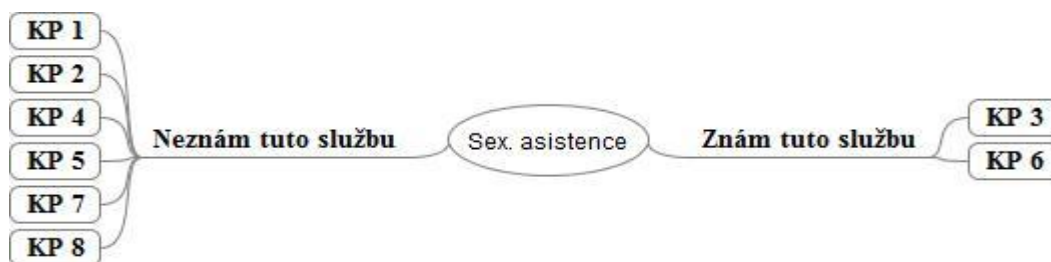 KP 1
KP 2
KP 4
KP 5
KP 7
KP 8
Neznám tuto službu
Sex. asistence
Znám tuto službu
KP 3
KP 6